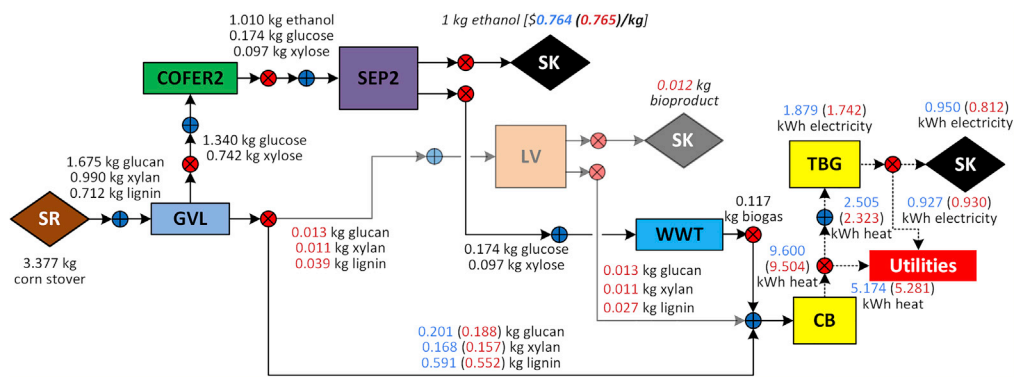 1.010 kg ethanol
0.174 kg glucose
0.097 kg xylose
1 kg ethanol [$0.764 (0.765)/kg]
COFER2
SEP2
SK
0.012 kg
bioproduct
1.340 kg glucose
0.742 kg xylose
LV
SK
1.879 (1.742)
kWh electricity
0.950 (0.812)
kWh electricity
TBG
SK
1.675 kg glucan
0.990 kg xylan
0.712 kg lignin
SR
GVL
3.377 kg
corn stover
0.013 kg glucan
0.011 kg xylan
0.039 kg lignin
0.174 kg glucose
0.097 kg xylose
WWT
0.117
kg biogas
2.505
(2.323)
kWh heat
0.927 (0.930)
kWh electricity
9.600
(9.504)
kWh heat
Utilities
5.174 (5.281)
kWh heat
0.013 kg glucan
0.011 kg xylan
0.027 kg lignin
CB
0.201 (0.188) kg glucan
0.168 (0.157) kg xylan
0.591 (0.552) kg lignin